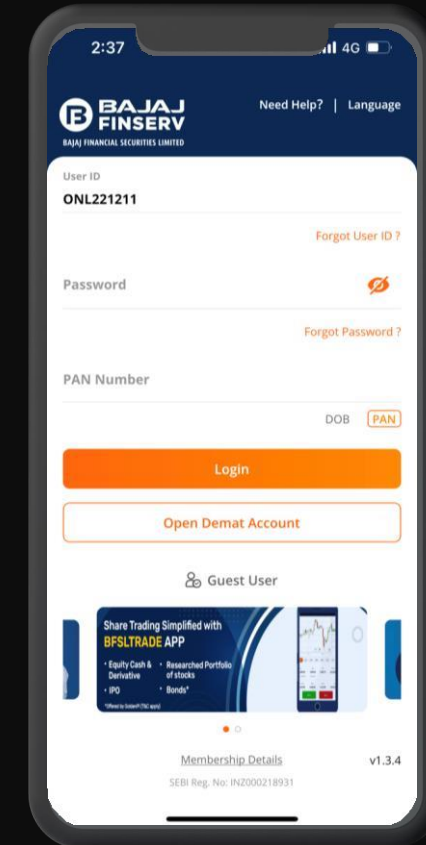 2:37 4G
BAJAJ
FINSERV
BAJAJ FINANCIAL SECURITIES LIMITED
Need Help? | Language
User ID
ONL221211
Forgot User ID ?
Password
Forgot Password ?
PAN Number
DOB PAN
Login
Open Demat Account
Guest User
Share Trading Simplified with
BFSLTRADE APP
• Equity Cash & Derivative
• IPO
• Researched Portfolio of stocks
• Bonds*
Membership Details v1.3.4
SEBI Reg. No: INZ000218931